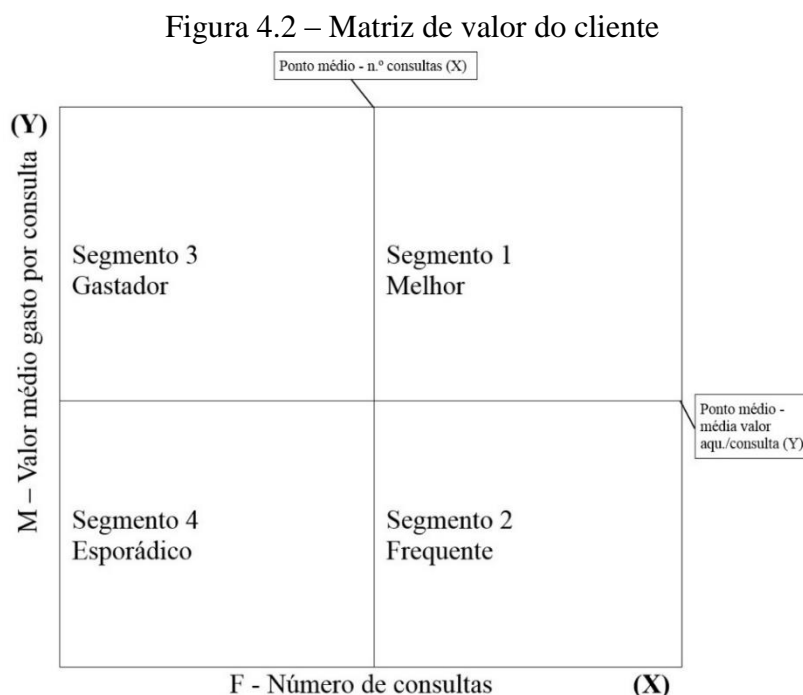 Figura 4.2 – Matriz de valor do cliente
Ponto médio - n.º consultas (X)
(Y)
M – Valor médio gasto por consulta
Segmento 3
Gastador
Segmento 1
Melhor
Ponto médio -
média valor
aqu./consulta (Y)
Segmento 4
Esporádico
Segmento 2
Frequente
F - Número de consultas
(X)